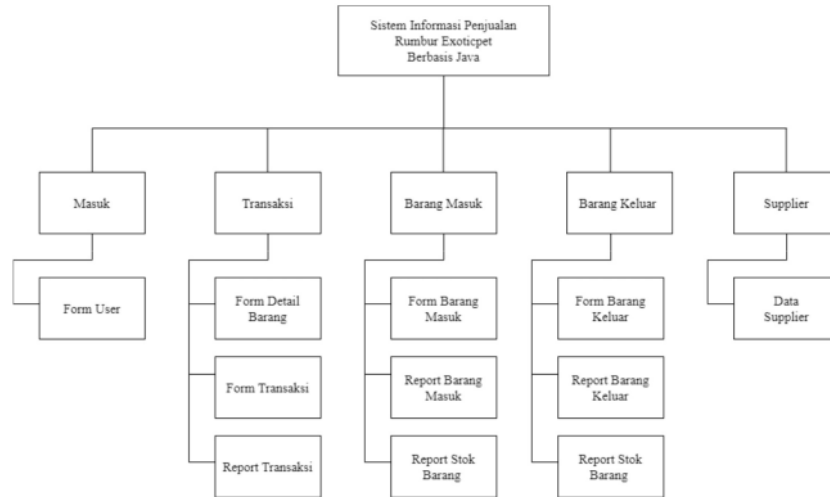 Sistem Informasi Penjualan
Rumbur Exoticpet
Berbasis Java
Masuk
Transaksi
Barang Masuk
Barang Keluar
Supplier
Form User
Form Detail
Barang
Form Barang
Masuk
Form Barang
Keluar
Data
Supplier
Form Transaksi
Report Barang
Masuk
Report Barang
Keluar
Report Transaksi
Report Stok
Barang
Report Stok
Barang